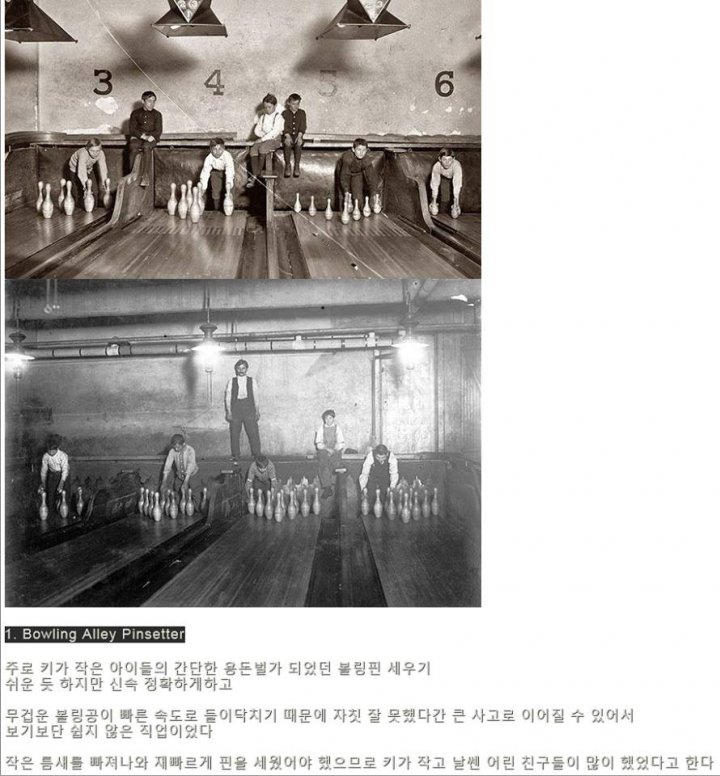 3 4 5 6
1. Bowling Alley Pinsetter
주로 키가 작은 아이들의 간단한 용돈벌가 되었던 볼링핀 세우기
쉬운 듯 하지만 신속 정확하게하고
무겁운 볼링공이 빠른 속도로 들이닥치기 때문에 자칫 잘 못했다간 큰 사고로 이어질 수 있어서
보기보단 쉽지 않은 직업이었다
작은 틈새를 빠져나와 재빠르게 핀을 세웠어야 했으므로 키가 작고 날쎈 어린 친구들이 많이 했었다고 한다